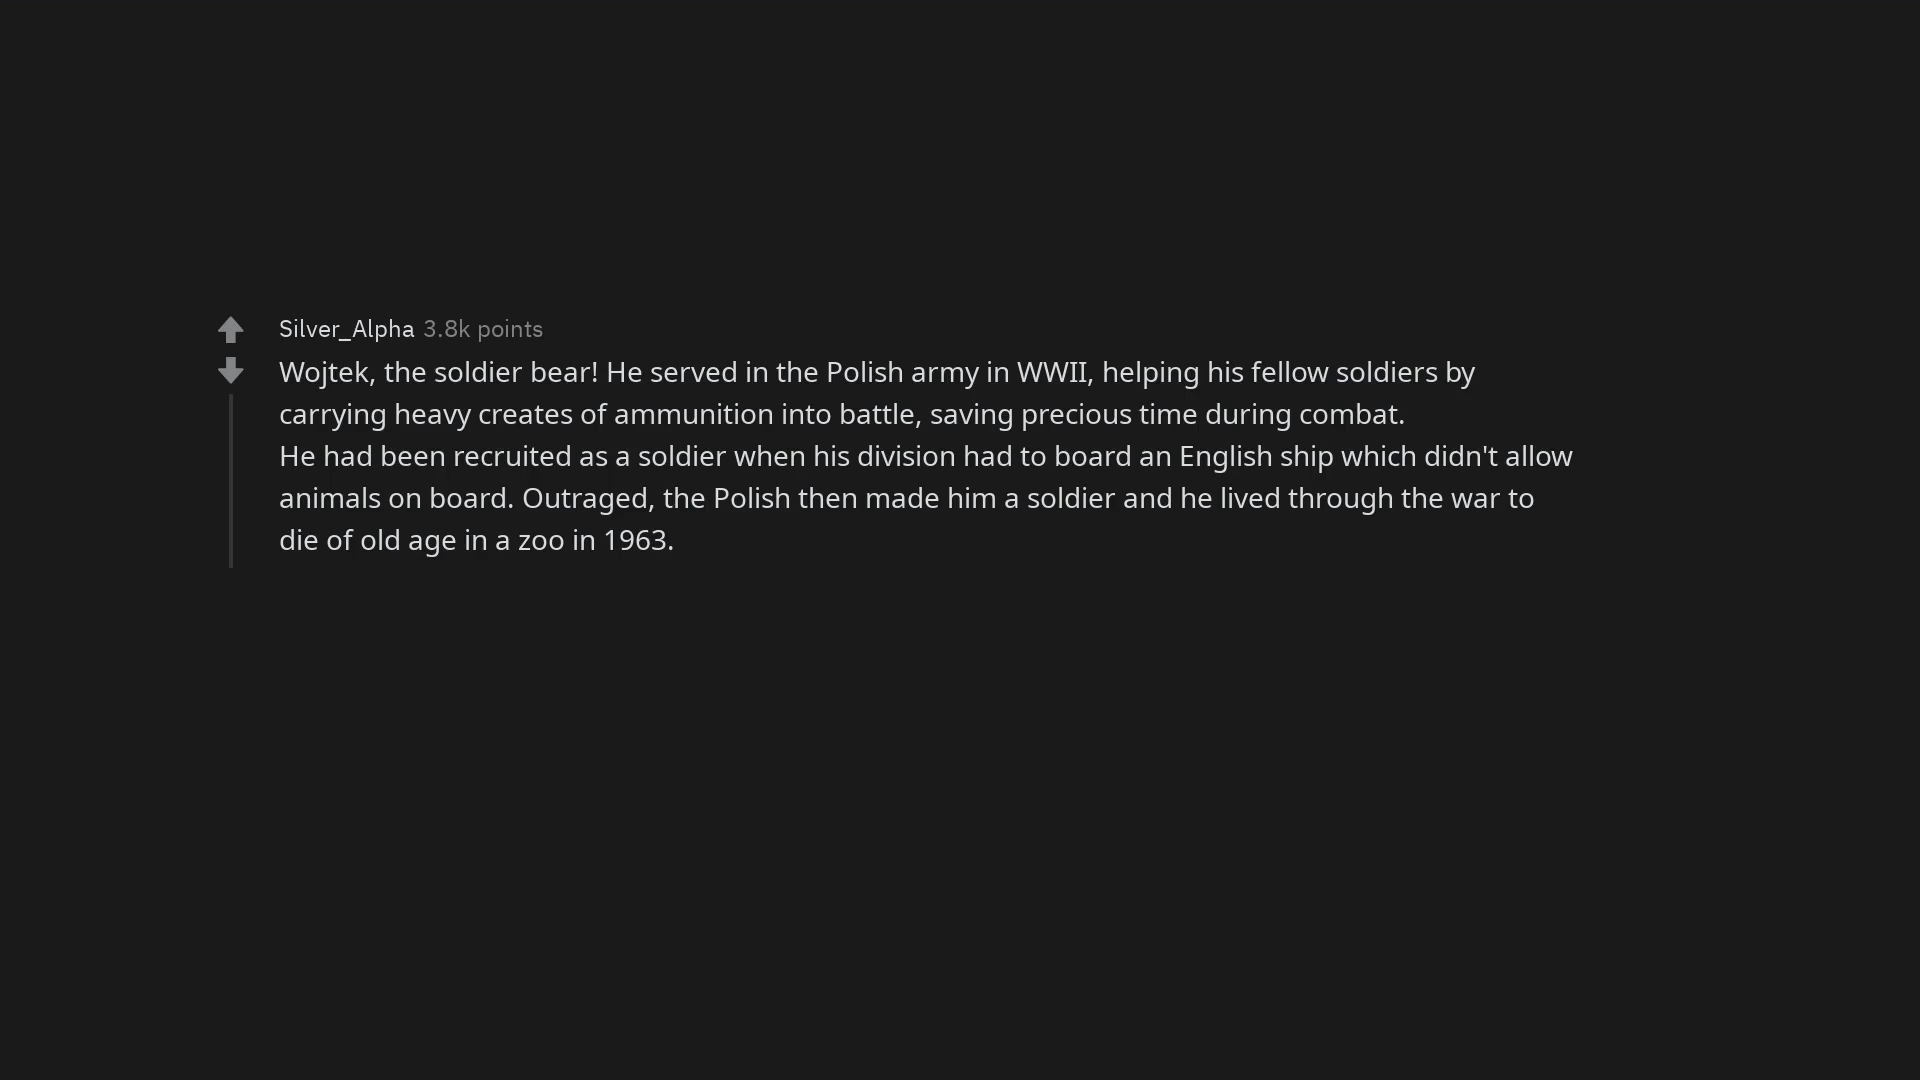 Silver_Alpha 3.8k points
Wojtek, the soldier bear! He served in the Polish army in WWII, helping his fellow soldiers by
carrying heavy creates of ammunition into battle, saving precious time during combat.
He had been recruited as a soldier when his division had to board an English ship which didn't allow
animals on board. Outraged, the Polish then made him a soldier and he lived through the war to
die of old age in a zoo in 1963.